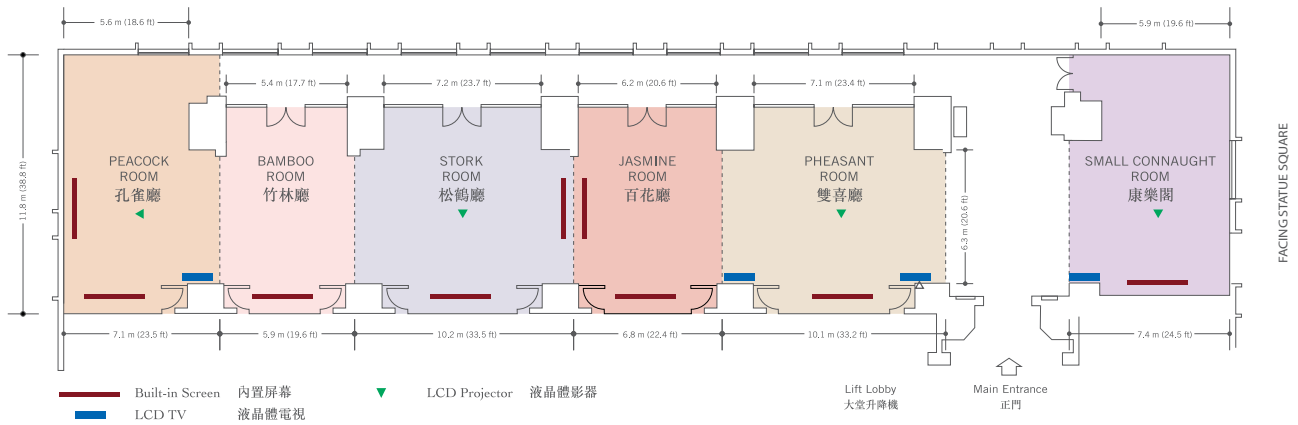 5.6 m (18.6 ft)
5.9 m (19.6 ft)
5.4 m (17.7 ft)
7.2 m (23.7 ft)
6.2 m (20.6 ft)
7.1 m (23.4 ft)
11.8 m (38.8 ft)
PEACOCK
ROOM
孔雀廳
BAMBOO
ROOM
竹林廳
STORK
ROOM
松鶴廳
JASMINE
ROOM
百花廳
PHEASANT
ROOM
雙喜廳
6.3 m (20.6 ft)
SMALL CONNAUGHT
ROOM
康樂閣
FACING STATUE SQUARE
7.1 m (23.5 ft)
5.9 m (19.6 ft)
10.2 m (33.5 ft)
6.8 m (22.4 ft)
10.1 m (33.2 ft)
7.4 m (24.5 ft)
Built-in Screen 內置屏幕
LCD Projector 液晶體影器
LCD TV 液晶體電視
Lift Lobby
大堂升降機
Main Entrance
正門